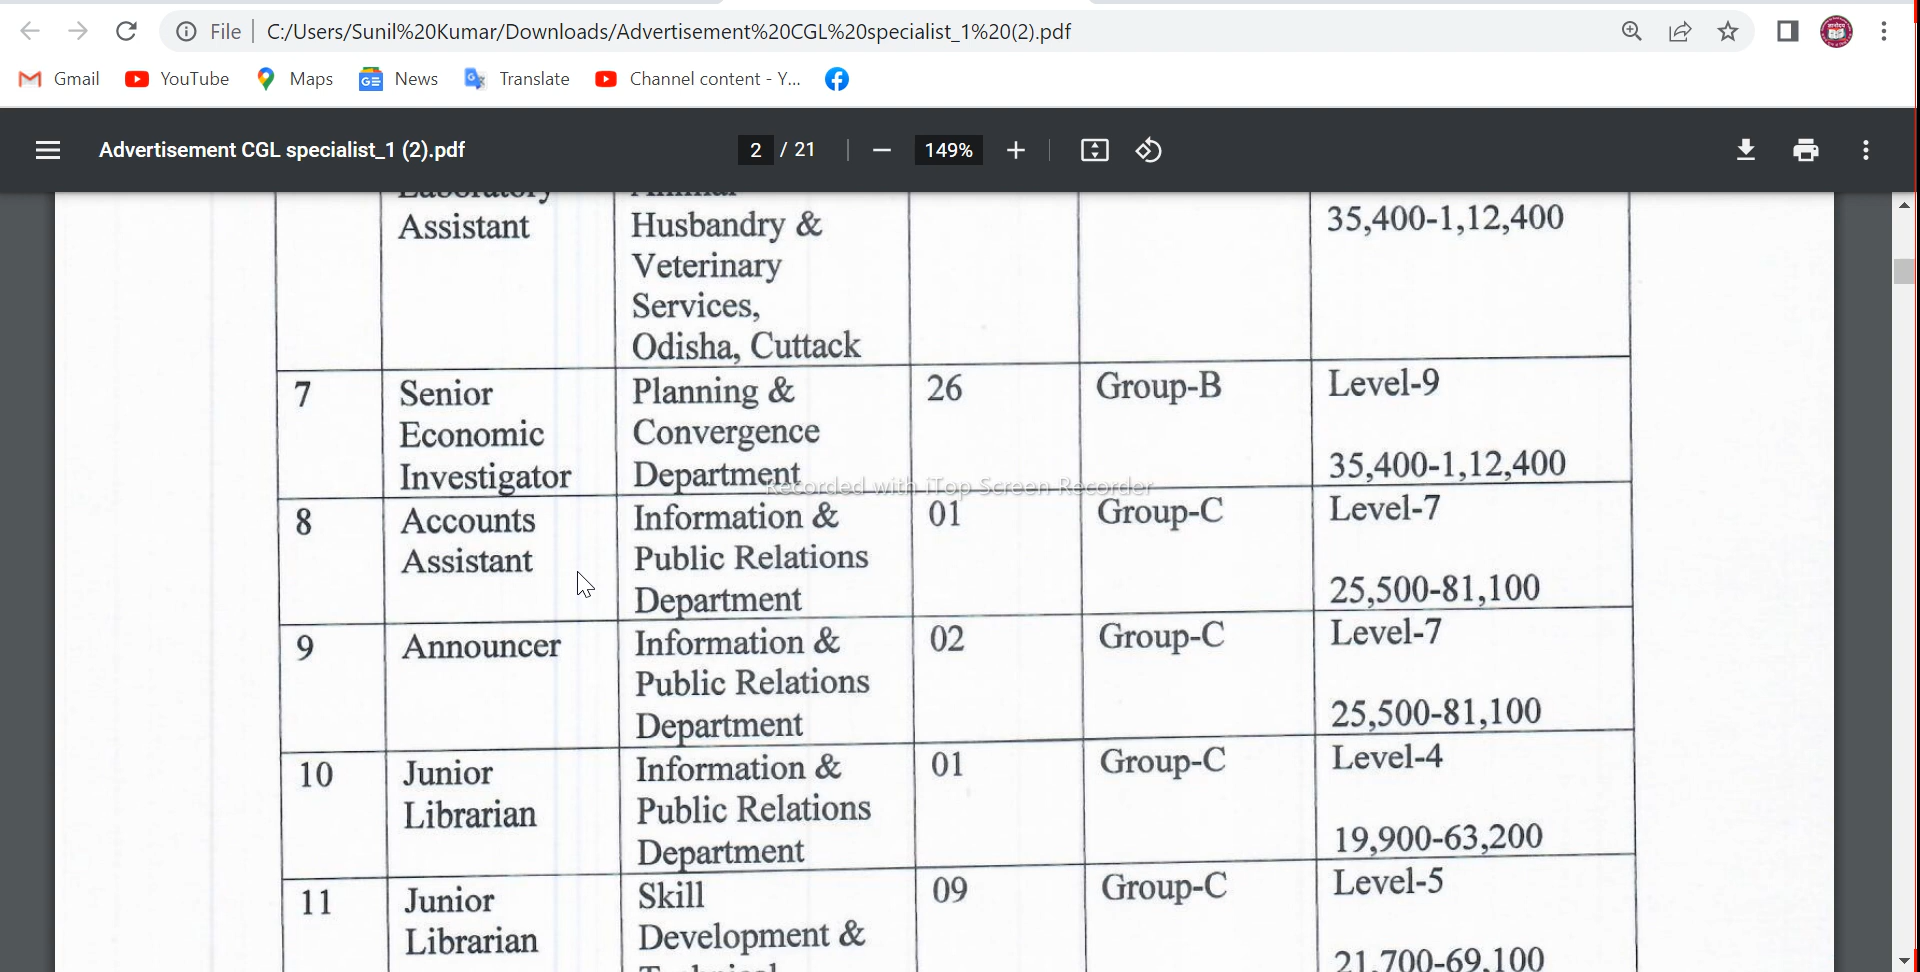 File
C:/Users/Sunil%20Kumar/Downloads/Advertisement%20CGL%20specialist_1%20(2).pdf
Gmail YouTube Maps News Translate Channel content - Y...
Advertisement CGL specialist_1 (2).pdf 2 / 21 149%
Laboratory Animal
Assistant Husbandry & 35,400-1,12,400
Veterinary
Services,
Odisha, Cuttack
7 Senior Planning & 26 Group-B Level-9
Economic Convergence
Investigator Department 35,400-1,12,400
Recorded with iTop Screen Recorder
8 Accounts Information & 01 Group-C Level-7
Assistant Public Relations
Department 25,500-81,100
9 Announcer Information & 02 Group-C Level-7
Public Relations
Department 25,500-81,100
10 Junior Information & 01 Group-C Level-4
Librarian Public Relations
Department 19,900-63,200
11 Junior Skill 09 Group-C Level-5
Librarian Development &
Technical 21,700-69,100